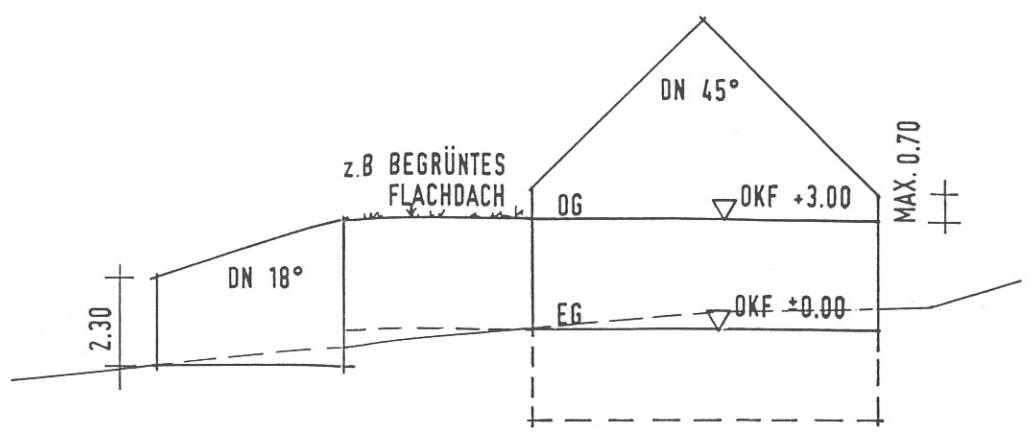 DN 45°
z.B BEGRÜNTES
FLACHDACH
MAX. 0.70
OG
OKF +3.00
DN 18°
2.30
EG
OKF ±0.00